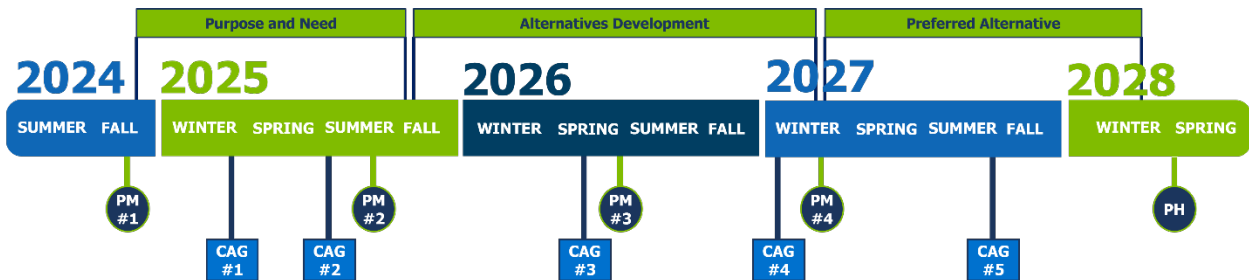 Purpose and Need
Alternatives Development
Preferred Alternative
2024
2025
2026
2027
2028
SUMMER FALL
WINTER SPRING SUMMER FALL
WINTER SPRING SUMMER FALL
WINTER SPRING SUMMER FALL
WINTER SPRING
PM
#1
PM
#2
PM
#3
PM
#4
PH
CAG
#1
CAG
#2
CAG
#3
CAG
#4
CAG
#5